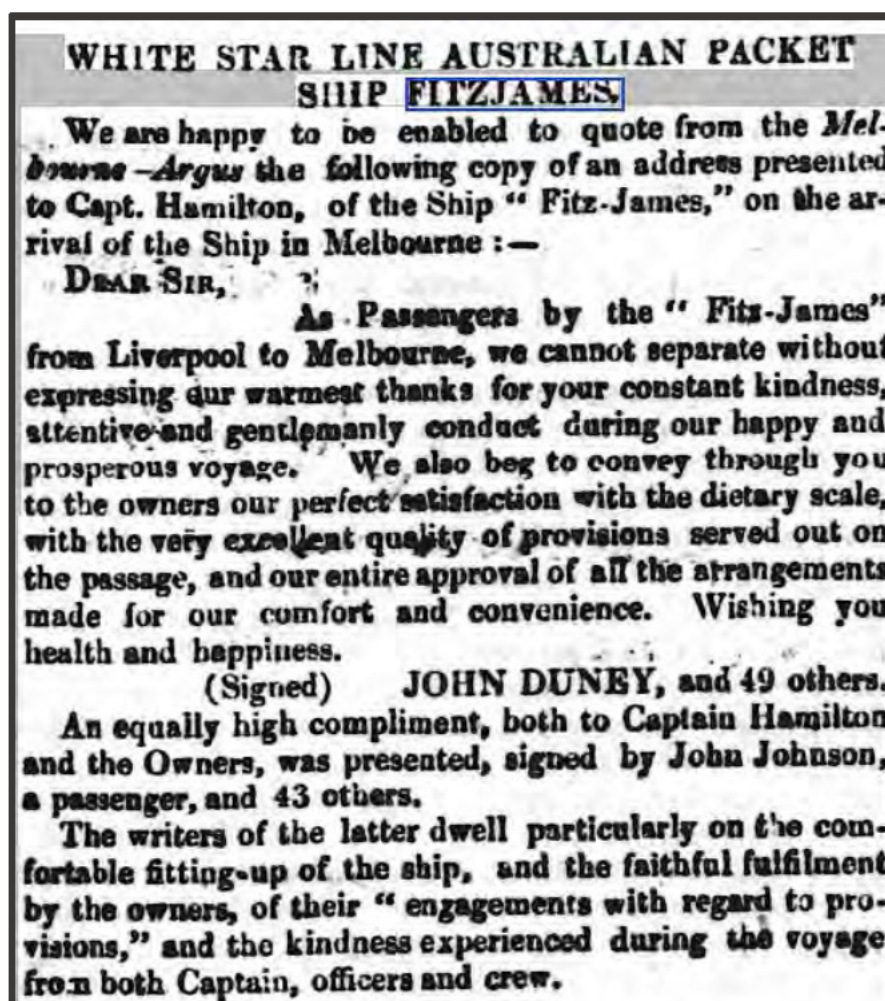 WHITE STAR LINE AUSTRALIAN PACKET
SHIP FITZJAMES.
We are happy to be enabled to quote from the Mel-
bourne-Argus the following copy of an address presented
to Capt. Hamilton, of the Ship "Fitz-James," on the ar-
rival of the Ship in Melbourne :—
DEAR SIR,
As Passengers by the "Fitz-James"
from Liverpool to Melbourne, we cannot separate without
expressing our warmest thanks for your constant kindness,
attentive and gentlemanly conduct during our happy and
prosperous voyage. We also beg to convey through you
to the owners our perfect satisfaction with the dietary scale,
with the very excellent quality of provisions served out on
the passage, and our entire approval of all the arrangements
made for our comfort and convenience. Wishing you
health and happiness.
(Signed) JOHN DUNEY, and 49 others.
An equally high compliment, both to Captain Hamilton
and the Owners, was presented, signed by John Johnson,
a passenger, and 43 others.
The writers of the latter dwell particularly on the com-
fortable fitting-up of the ship, and the faithful fulfilment
by the owners, of their "engagements with regard to pro-
visions," and the kindness experienced during the voyage
from both Captain, officers and crew.